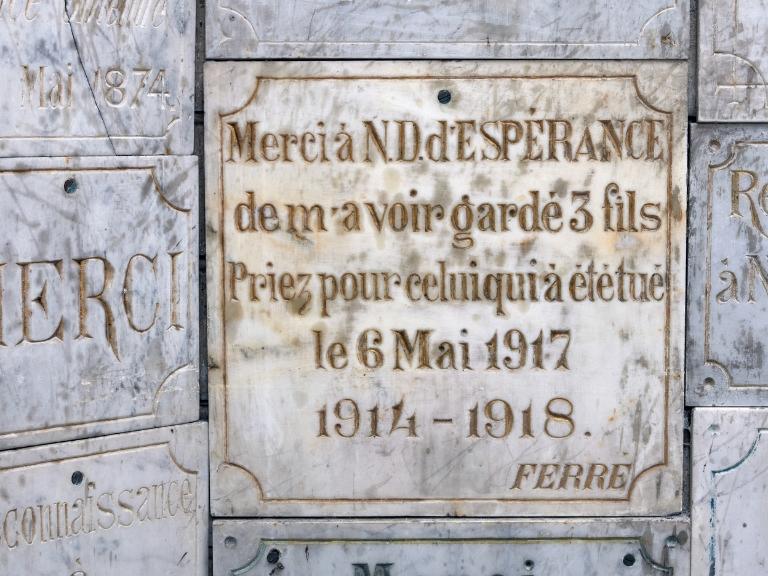 Mai 1874.
MERCI
connaissance
Merci à N.D. d'ESPÉRANCE
de m'avoir gardé 3 fils
Priez pour celui qui à été tué
le 6 Mai 1917
1914 - 1918.
FERRÉ